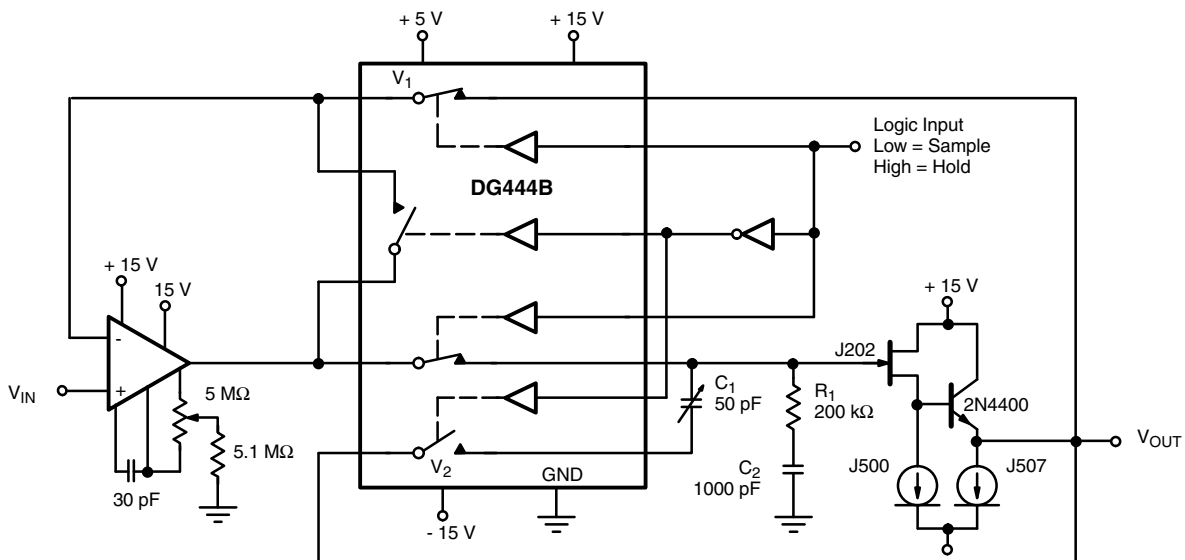 + 5 V
+ 15 V
V1
Logic Input
Low = Sample
High = Hold
DG444B
+ 15 V
15 V
+ 15 V
-
+
VIN
5 MΩ
5.1 MΩ
30 pF
J202
C1
50 pF
R1
200 kΩ
2N4400
VOUT
V2
GND
C2
1000 pF
J500
J507
- 15 V